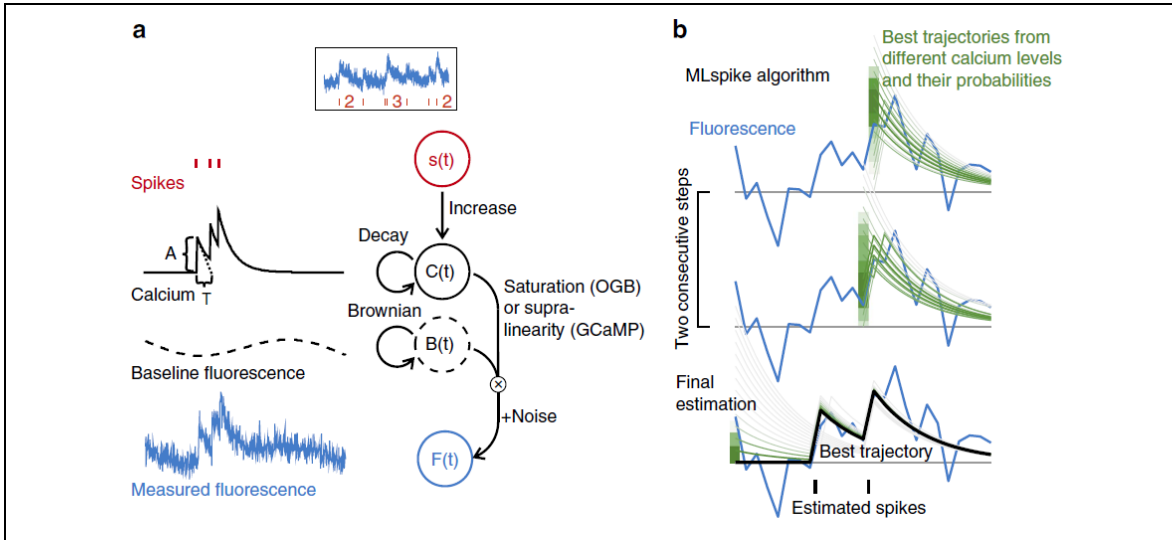 a
2 3 2
Spikes
A
Calcium T
Baseline fluorescence
Measured fluorescence
s(t)
Increase
Decay
C(t)
Saturation (OGB)
or supra-
linearity (GCaMP)
Brownian
B(t)
+Noise
F(t)
b
Best trajectories from
different calcium levels
and their probabilities
MLspike algorithm
Fluorescence
Two consecutive steps
Final
estimation
Best trajectory
Estimated spikes